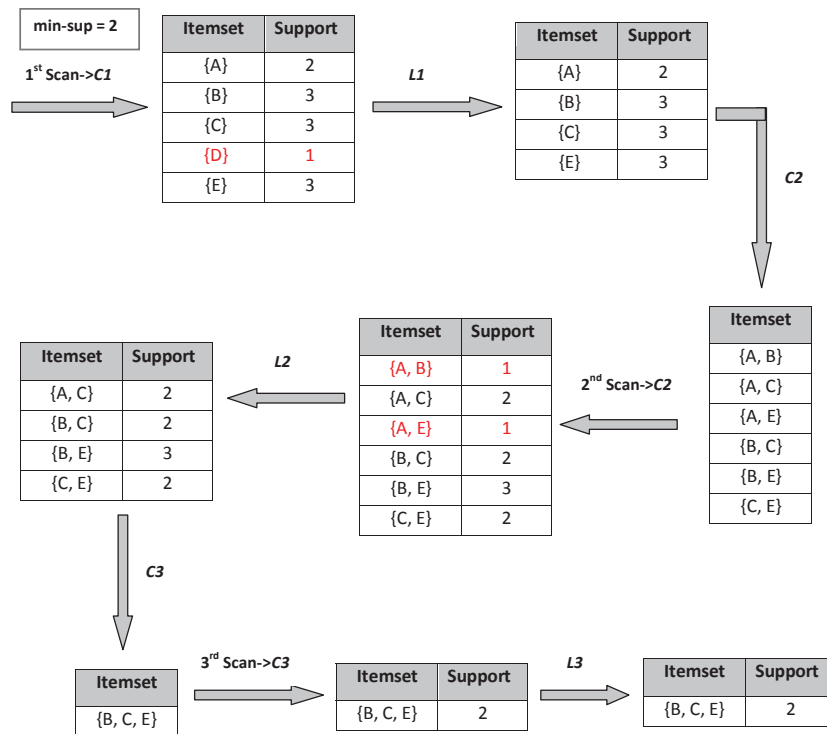 min-sup = 2
1st Scan->C1
Itemset Support
{A} 2
{B} 3
{C} 3
{D} 1
{E} 3
L1
Itemset Support
{A} 2
{B} 3
{C} 3
{E} 3
C2
Itemset
{A, B}
{A, C}
{A, E}
{B, C}
{B, E}
{C, E}
2nd Scan->C2
Itemset Support
{A, B} 1
{A, C} 2
{A, E} 1
{B, C} 2
{B, E} 3
{C, E} 2
L2
Itemset Support
{A, C} 2
{B, C} 2
{B, E} 3
{C, E} 2
C3
Itemset
{B, C, E}
3rd Scan->C3
Itemset Support
{B, C, E} 2
L3
Itemset Support
{B, C, E} 2